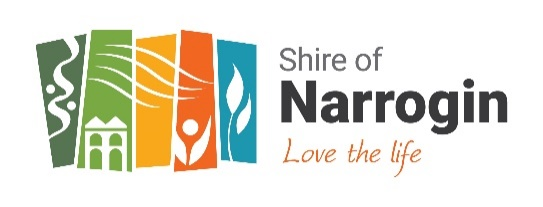 Shire of
Narrogin
Love the life